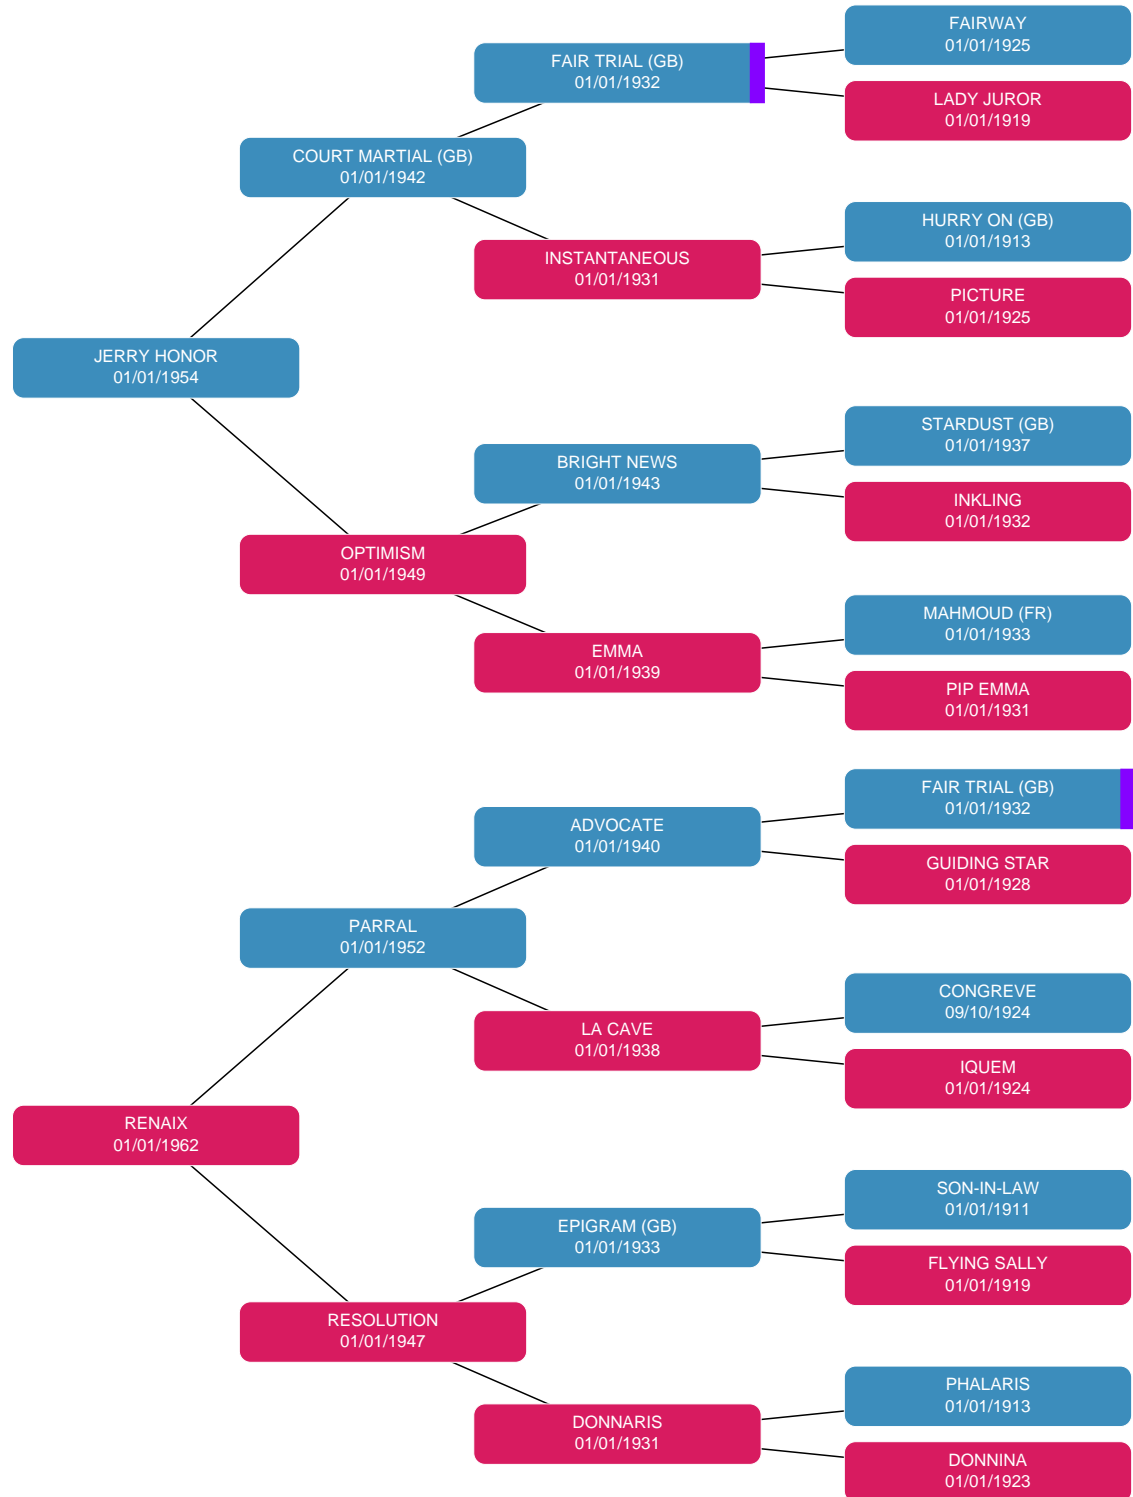 FAIRWAY
01/01/1925
FAIR TRIAL (GB)
01/01/1932
LADY JUROR
01/01/1919
COURT MARTIAL (GB)
01/01/1942
HURRY ON (GB)
01/01/1913
INSTANTANEOUS
01/01/1931
PICTURE
01/01/1925
JERRY HONOR
01/01/1954
STARDUST (GB)
01/01/1937
BRIGHT NEWS
01/01/1943
INKLING
01/01/1932
OPTIMISM
01/01/1949
MAHMOUD (FR)
01/01/1933
EMMA
01/01/1939
PIP EMMA
01/01/1931
FAIR TRIAL (GB)
01/01/1932
ADVOCATE
01/01/1940
GUIDING STAR
01/01/1928
PARRAL
01/01/1952
CONGREVE
09/10/1924
LA CAVE
01/01/1938
IQUEM
01/01/1924
RENAIX
01/01/1962
SON-IN-LAW
01/01/1911
EPIGRAM (GB)
01/01/1933
FLYING SALLY
01/01/1919
RESOLUTION
01/01/1947
PHALARIS
01/01/1913
DONNARIS
01/01/1931
DONNINA
01/01/1923